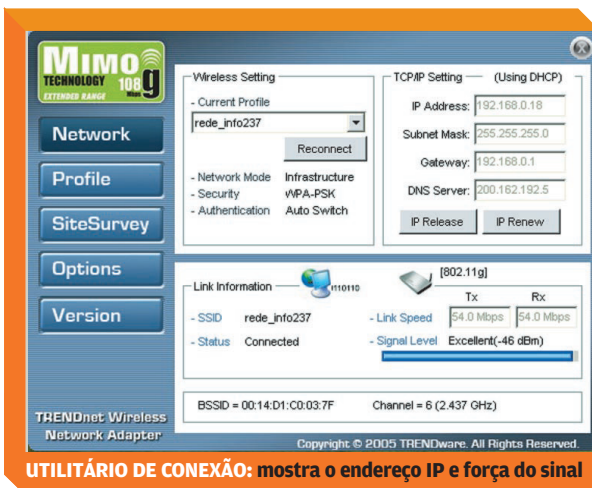 MIMO
TECHNOLOGY 108 Mbps g
EXTENDED RANGE
Network
Profile
SiteSurvey
Options
Version
TRENDnet Wireless
Network Adapter
Wireless Setting
- Current Profile
rede_info237
Reconnect
- Network Mode Infrastructure
- Security WPA-PSK
- Authentication Auto Switch
TCP/IP Setting (Using DHCP)
IP Address: 192.168.0.18
Subnet Mask: 255.255.255.0
Gateway: 192.168.0.1
DNS Server: 200.162.192.5
IP Release IP Renew
Link Information 1110110 [802.11g]
Tx Rx
- SSID rede_info237
- Link Speed 54.0 Mbps 54.0 Mbps
- Status Connected
- Signal Level Excellent(-46 dBm)
BSSID = 00:14:D1:C0:03:7F Channel = 6 (2.437 GHz)
Copyright © 2005 TRENDware. All Rights Reserved.
UTILITÁRIO DE CONEXÃO: mostra o endereço IP e força do sinal